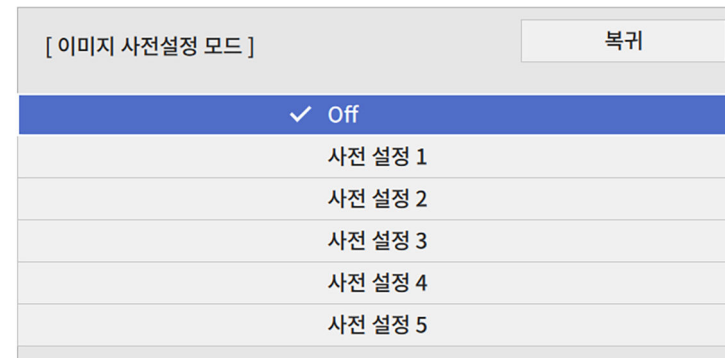 [ 이미지 사전설정 모드 ]
복귀
Off
사전 설정 1
사전 설정 2
사전 설정 3
사전 설정 4
사전 설정 5